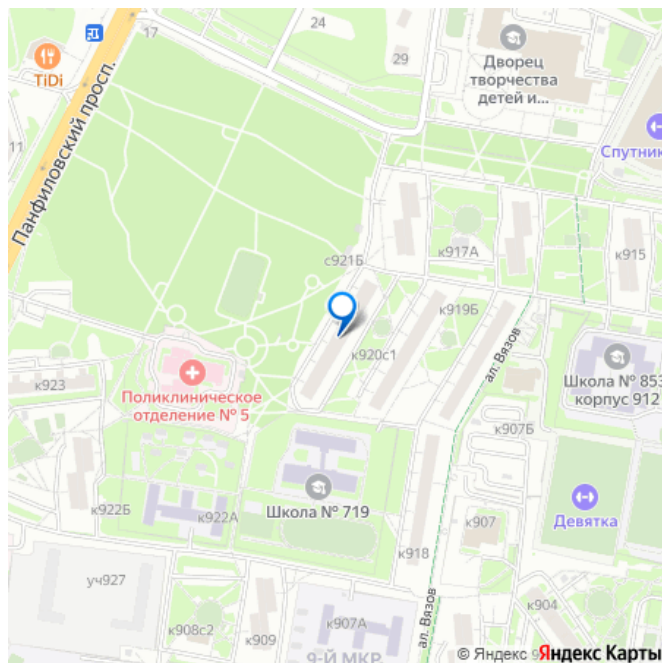 24
17
29
TiDi
Дворец
творчества
детей и...
Спутник
Панфиловский просп.
11
с921Б
к917А
к915
к919Б
к920с1
ал. Вязов
Школа № 853
корпус 912
к923
Поликлиническое
отделение № 5
к907Б
Школа № 719
Девятка
к922Б
к922А
к907
к918
уч927
к904
к908с2
к909
к907А
ал. Вязов
9-Й МКР
© Яндекс
Яндекс Карты